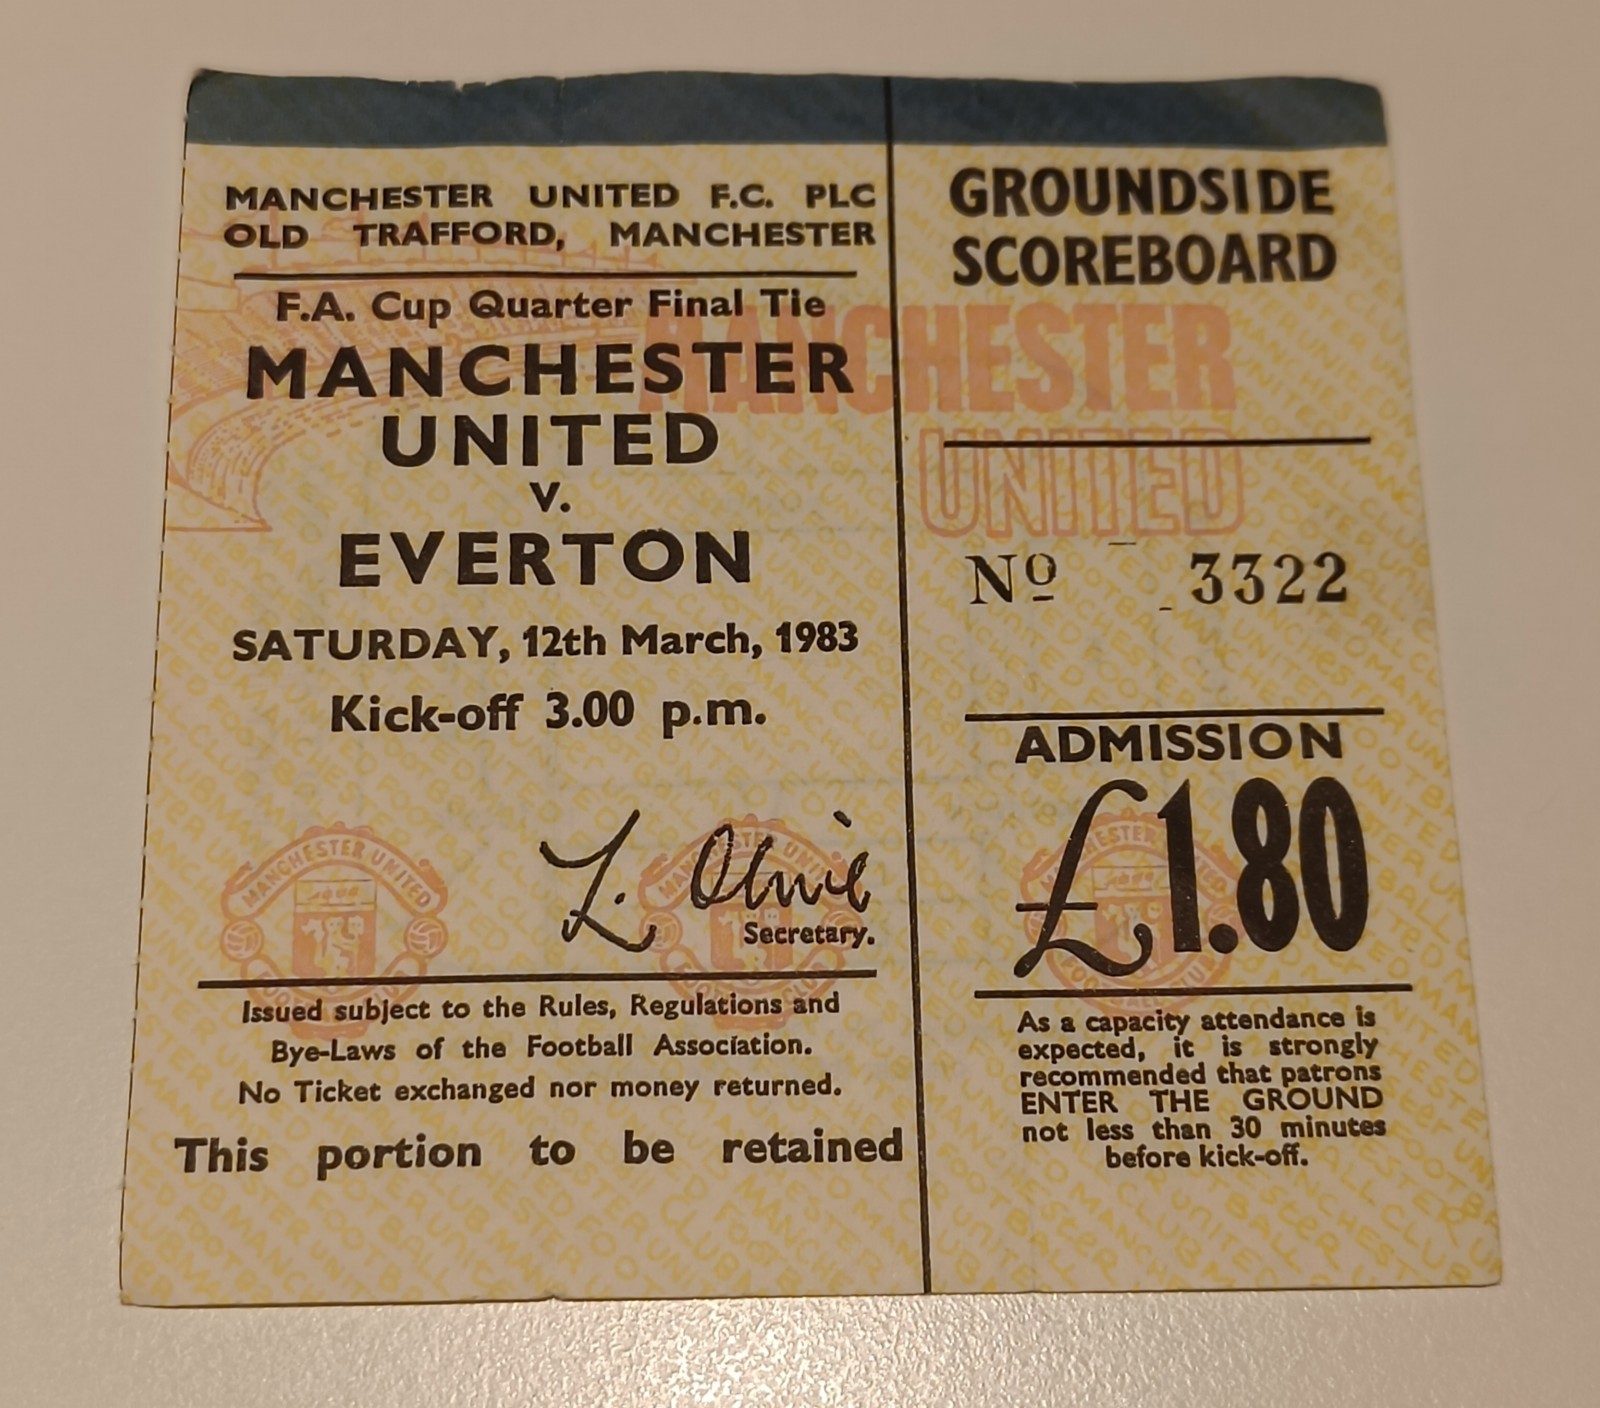 MANCHESTER UNITED F.C. PLC
OLD TRAFFORD, MANCHESTER
F.A. Cup Quarter Final Tie
MANCHESTER
UNITED
V.
EVERTON
SATURDAY, 12th March, 1983
Kick-off 3.00 p.m.
L. Olive
Secretary.
Issued subject to the Rules, Regulations and
Bye-Laws of the Football Association.
No Ticket exchanged nor money returned.
This portion to be retained
GROUNDSIDE
SCOREBOARD
MANCHESTER
UNITED
Nº 3322
ADMISSION
£1.80
As a capacity attendance is
expected, it is strongly
recommended that patrons
ENTER THE GROUND
not less than 30 minutes
before kick-off.
MANCHESTER UNITED